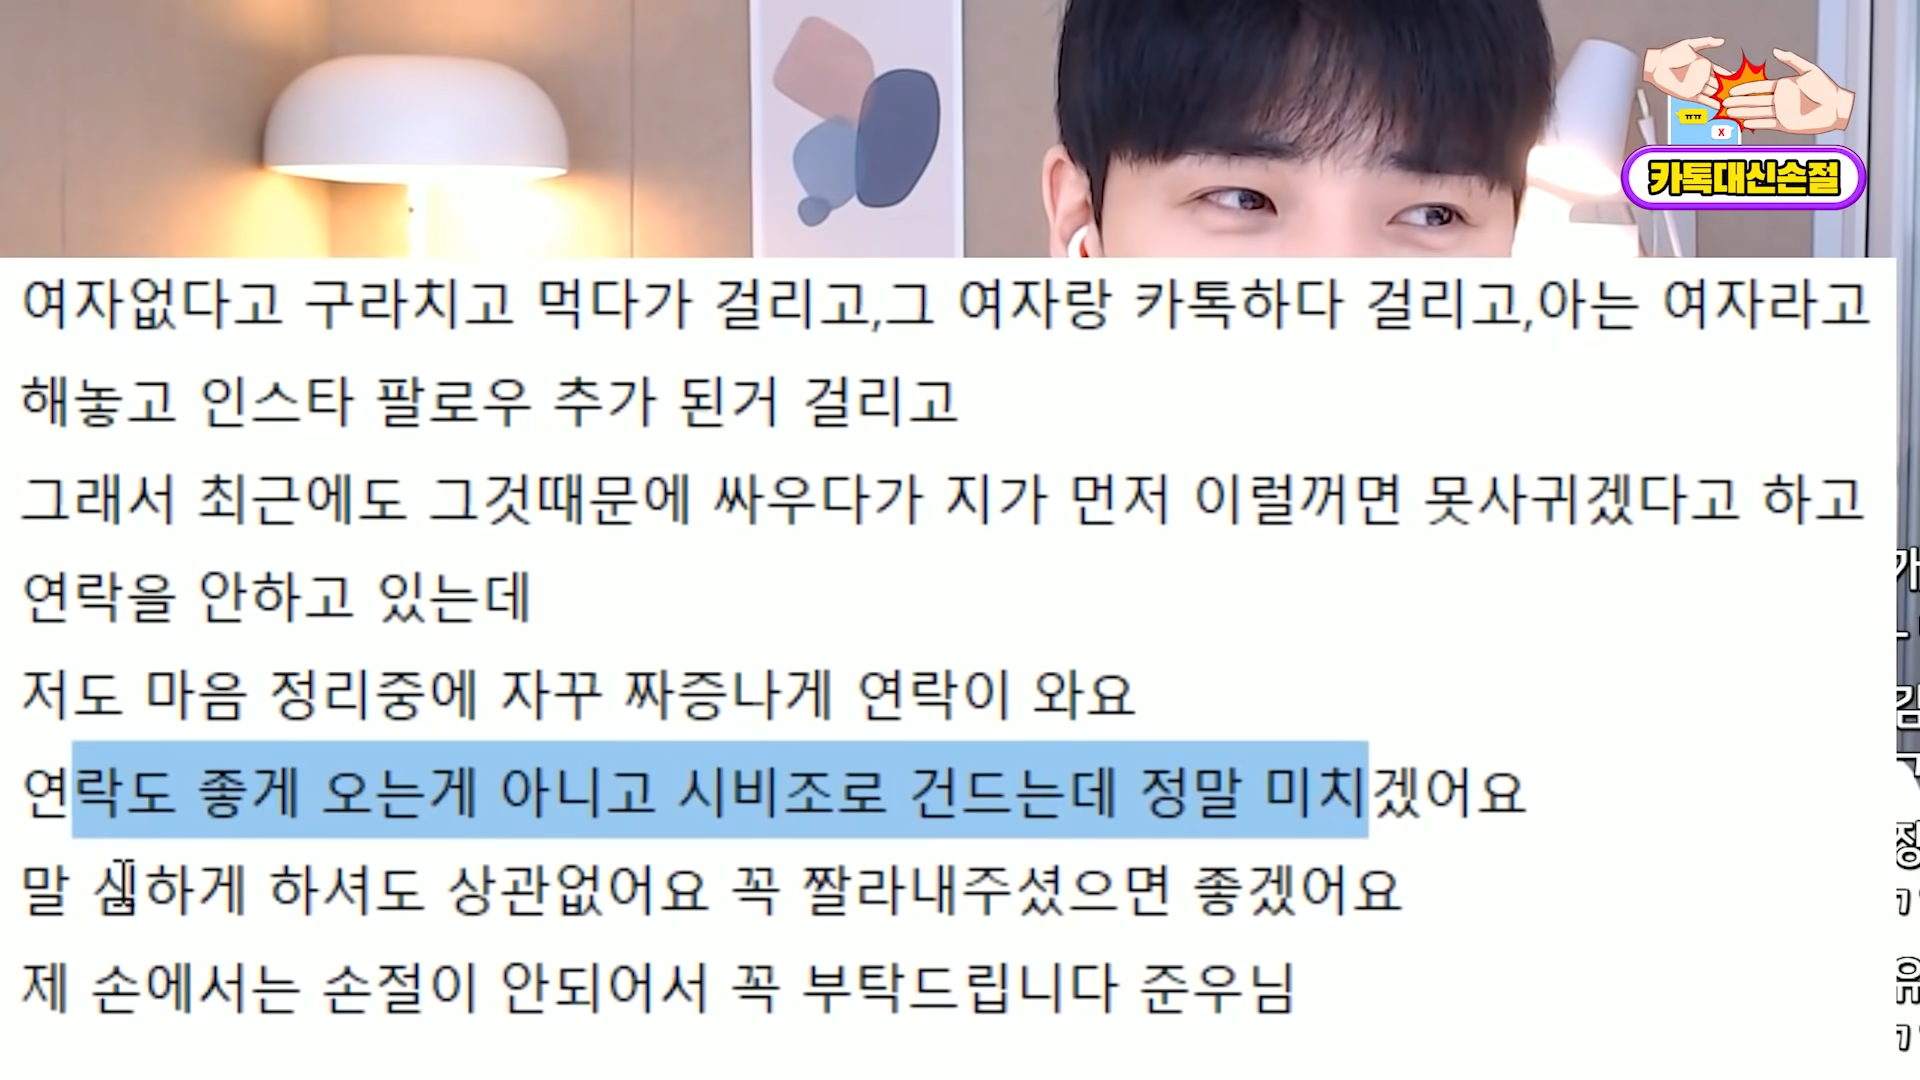 ㅠㅠ
X
카톡대신손절
여자없다고 구라치고 먹다가 걸리고,그 여자랑 카톡하다 걸리고,아는 여자라고
해놓고 인스타 팔로우 추가 된거 걸리고
그래서 최근에도 그것때문에 싸우다가 지가 먼저 이럴꺼면 못사귀겠다고 하고
연락을 안하고 있는데
저도 마음 정리중에 자꾸 짜증나게 연락이 와요
연락도 좋게 오는게 아니고 시비조로 건드는데 정말 미치겠어요
말 심하게 하셔도 상관없어요 꼭 짤라내주셨으면 좋겠어요
제 손에서는 손절이 안되어서 꼭 부탁드립니다 준우님